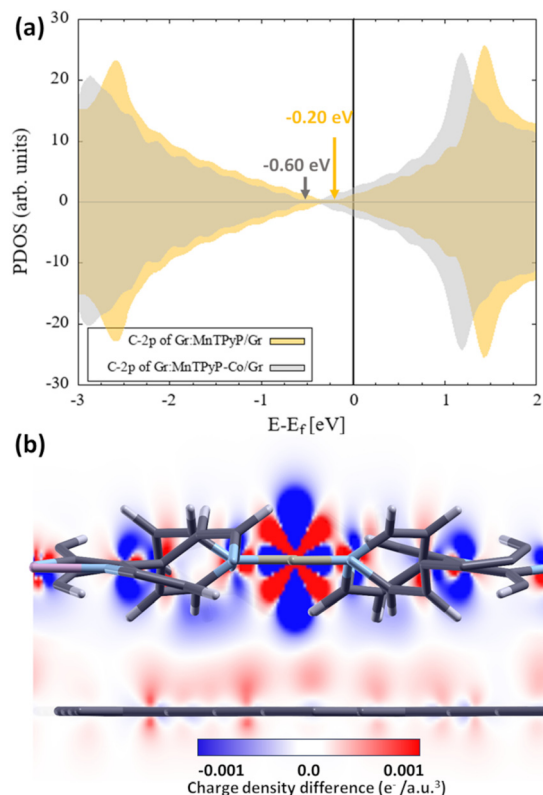 (a)
30
20
10
0
-10
-20
-30
PDOS (arb. units)
-0.20 eV
-0.60 eV
C-2p of Gr:MnTPyP/Gr
C-2p of Gr:MnTPyP-Co/Gr
-3 -2 -1 0 1 2
E-Ef [eV]
(b)
-0.001 0.0 0.001
Charge density difference (e⁻/a.u.³)